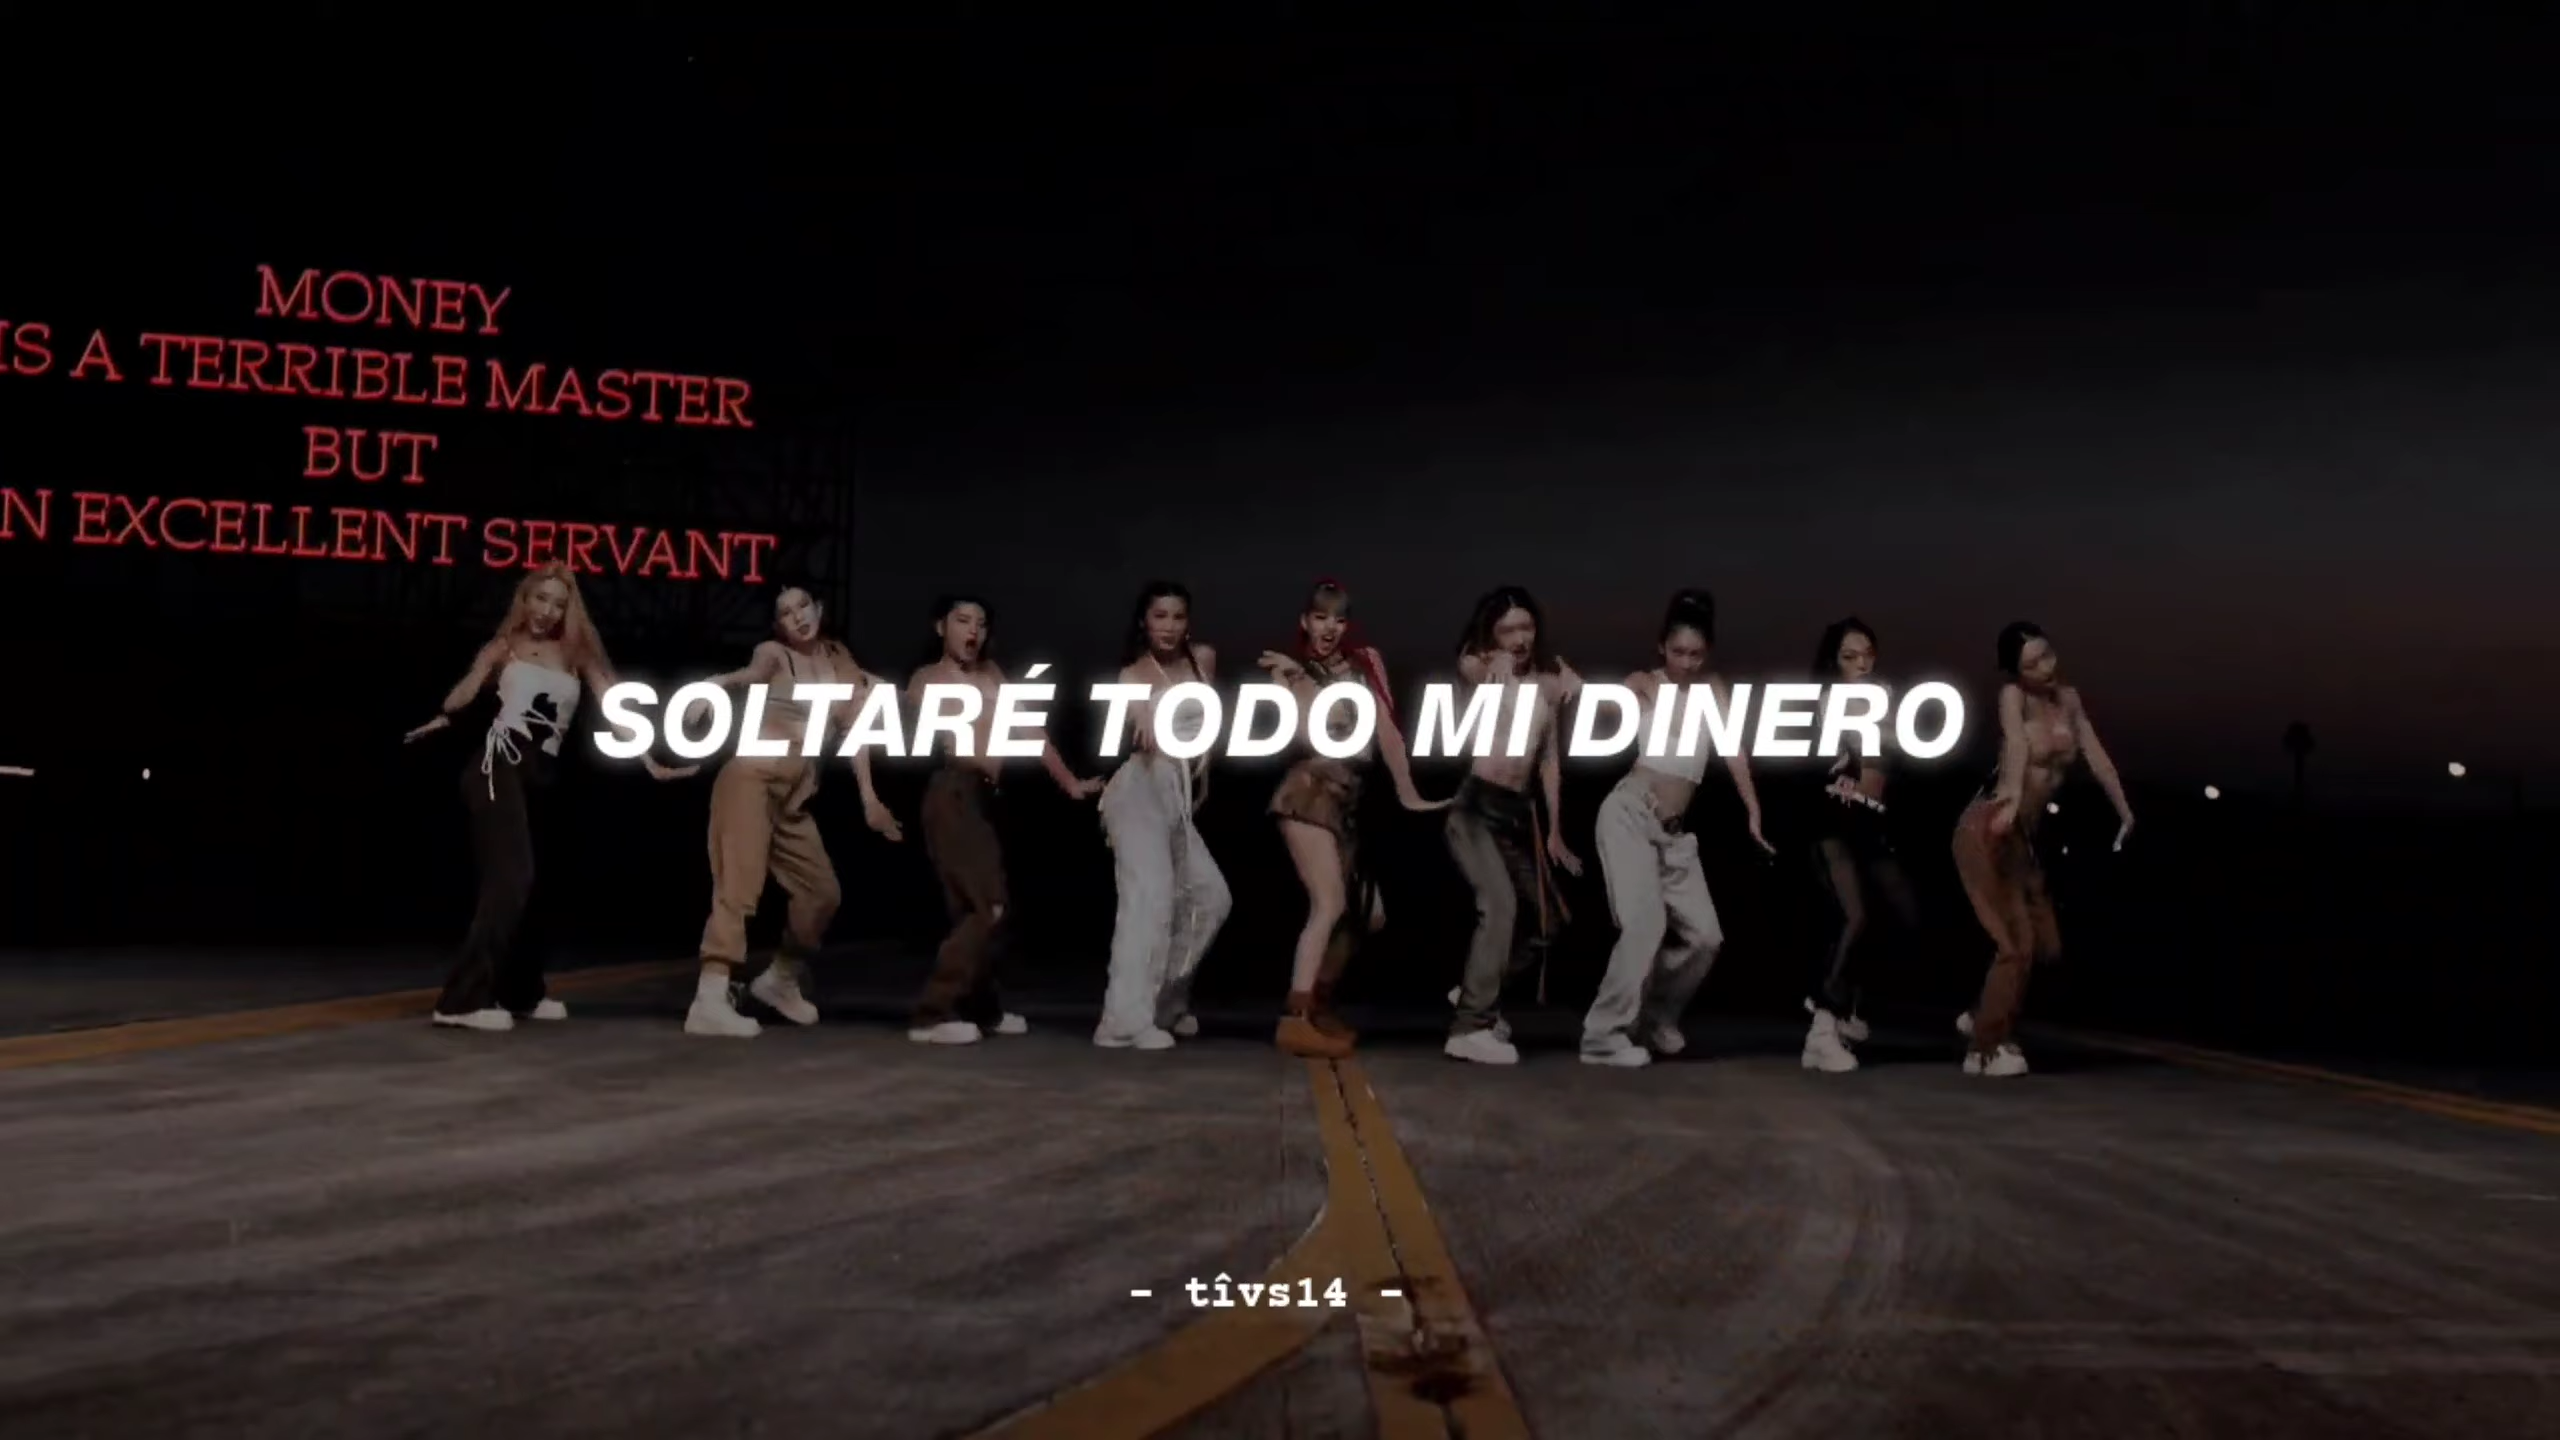 MONEY
IS A TERRIBLE MASTER
BUT
N EXCELLENT SERVANT
SOLTARÉ TODO MI DINERO
- tîvs14 -